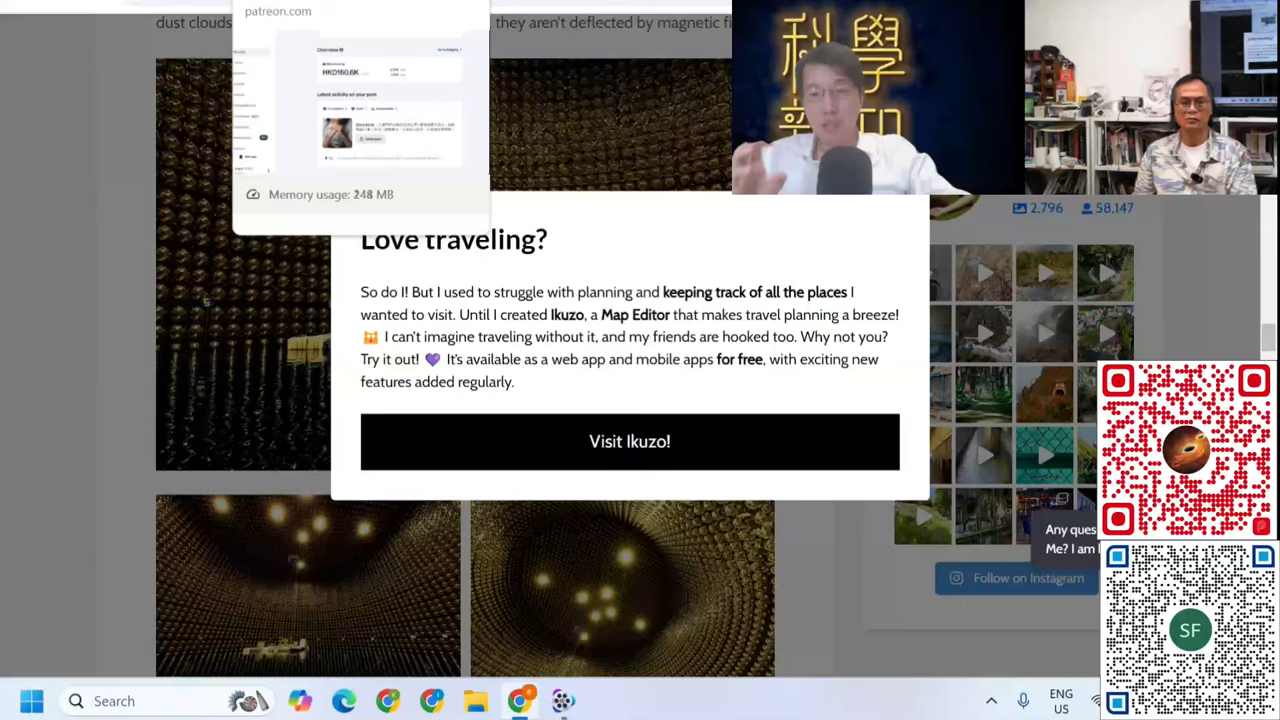 dust clouds
they aren't deflected by magnetic fi
patreon.com
Overview
HKD160.6K
Latest activity on your post
Memory usage: 248 MB
科學
2,796 58,147
Love traveling?
So do I! But I used to struggle with planning and keeping track of all the places I
wanted to visit. Until I created Ikuzo, a Map Editor that makes travel planning a breeze!
🐱 I can't imagine traveling without it, and my friends are hooked too. Why not you?
Try it out! 💜 It's available as a web app and mobile apps for free, with exciting new
features added regularly.
Visit Ikuzo!
Any ques
Me? I am
Follow on Instagram
SF
Search
ENG
US